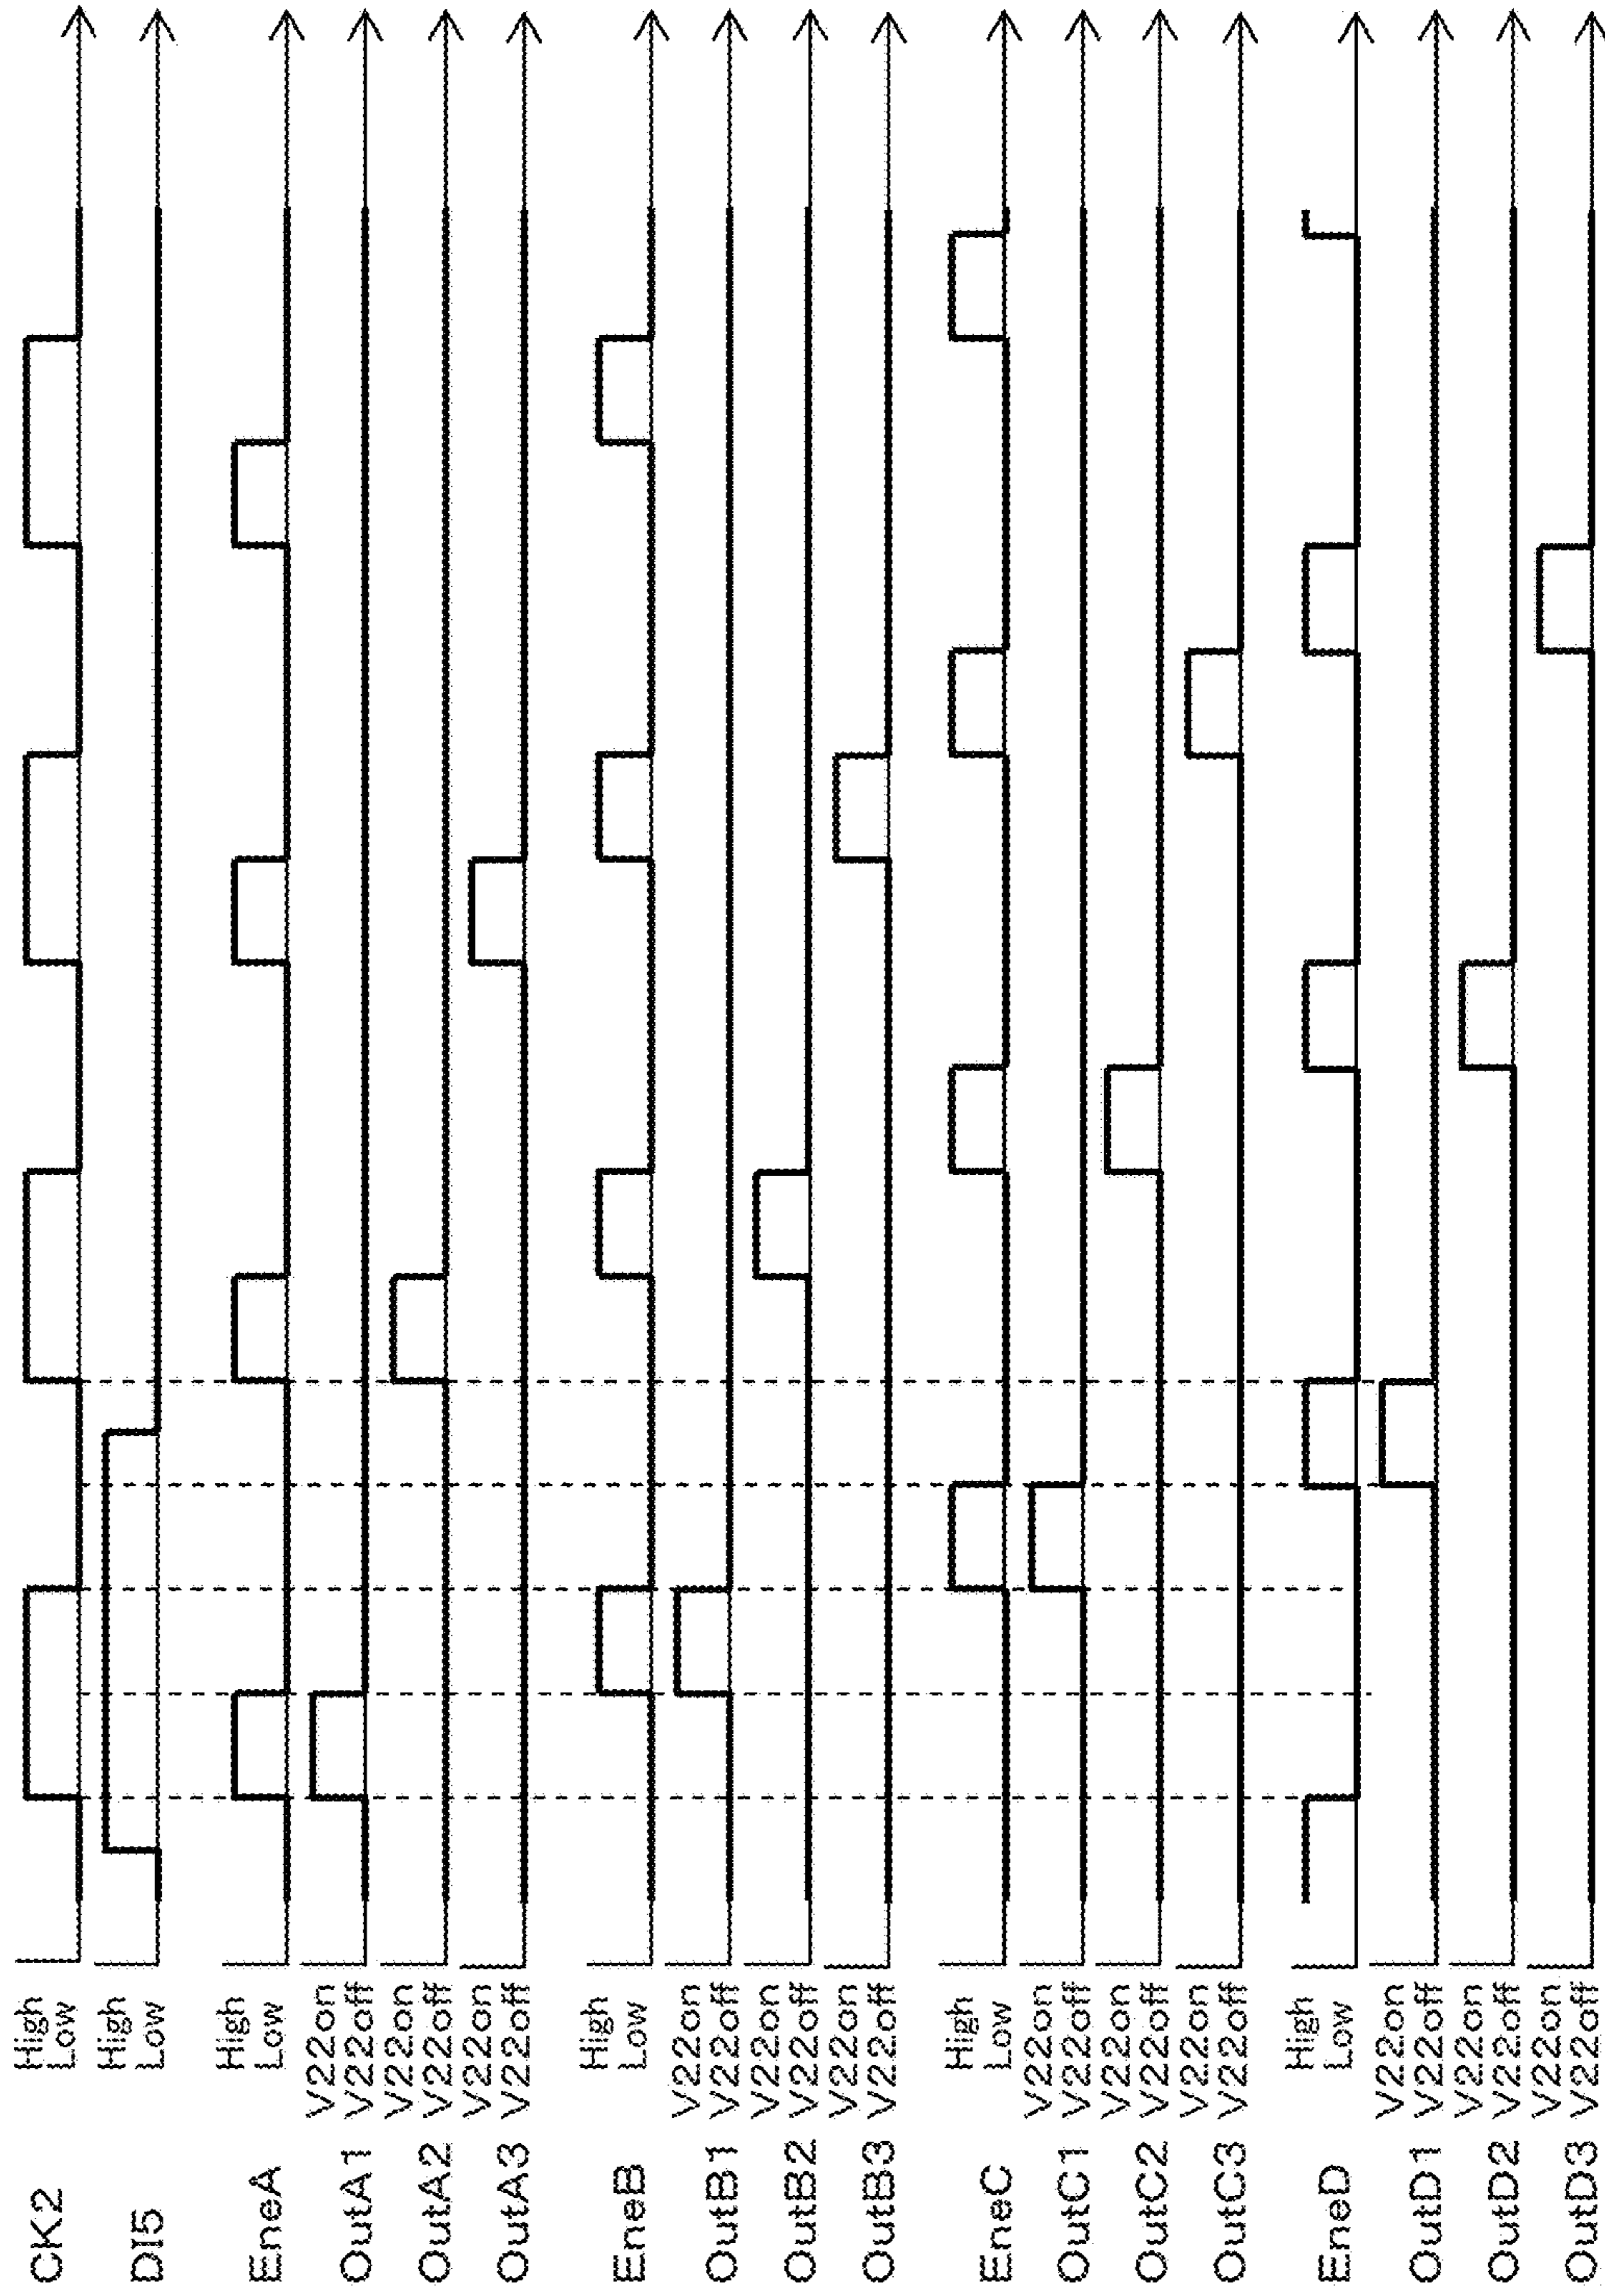 CK2 High
Low
DI5 High
Low
EneA High
Low
OutA1 V22on
V22off
OutA2 V22on
V22off
OutA3 V22on
V22off
EneB High
Low
OutB1 V22on
V22off
OutB2 V22on
V22off
OutB3 V22on
V22off
EneC High
Low
OutC1 V22on
V22off
OutC2 V22on
V22off
OutC3 V22on
V22off
EneD High
Low
OutD1 V22on
V22off
OutD2 V22on
V22off
OutD3 V22on
V22off